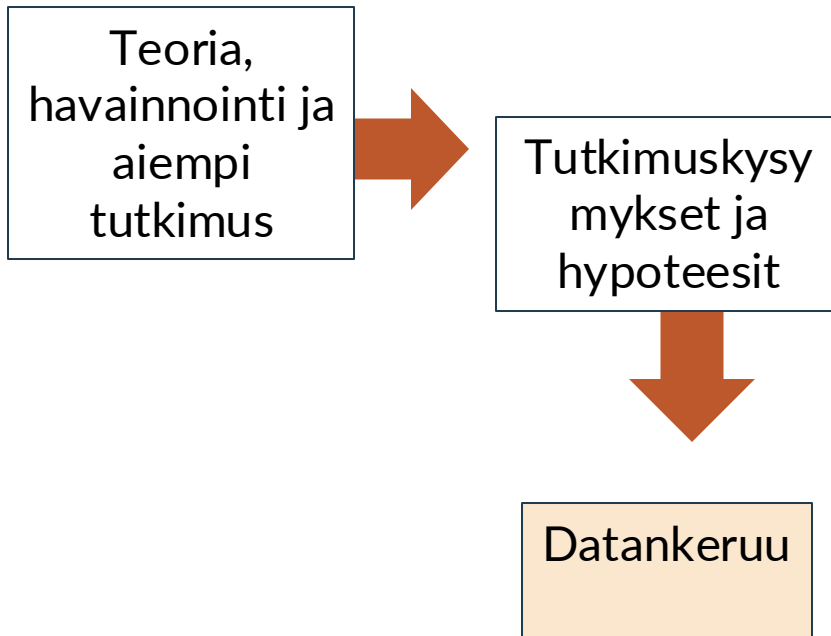 Teoria,
havainnointi ja
aiempi
tutkimus
Tutkimuskysy
mykset ja
hypoteesit
Datankeruu